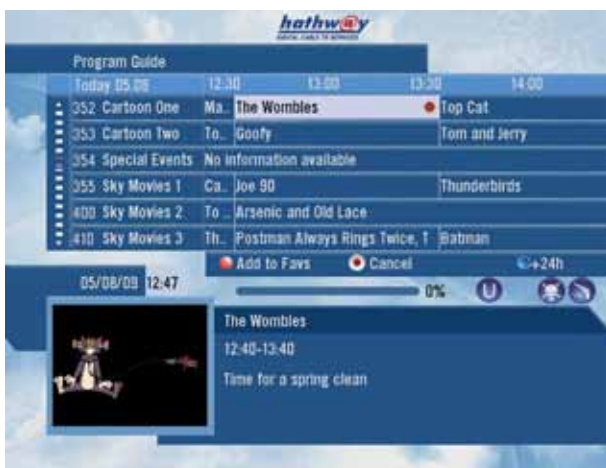 hathway
DIGITAL CABLE TV SERVICES
Program Guide
Today 05.08 12:30 13:00 13:30 14:00
352 Cartoon One Ma.. The Wombles Top Cat
353 Cartoon Two To.. Goofy Tom and Jerry
354 Special Events No information available
355 Sky Movies 1 Ca.. Joe 90 Thunderbirds
400 Sky Movies 2 To .. Arsenic and Old Lace
410 Sky Movies 3 Th.. Postman Always Rings Twice, T Batman
Add to Favs Cancel +24h
05/08/09 12:47 0% U
The Wombles
12:40-13:40
Time for a spring clean